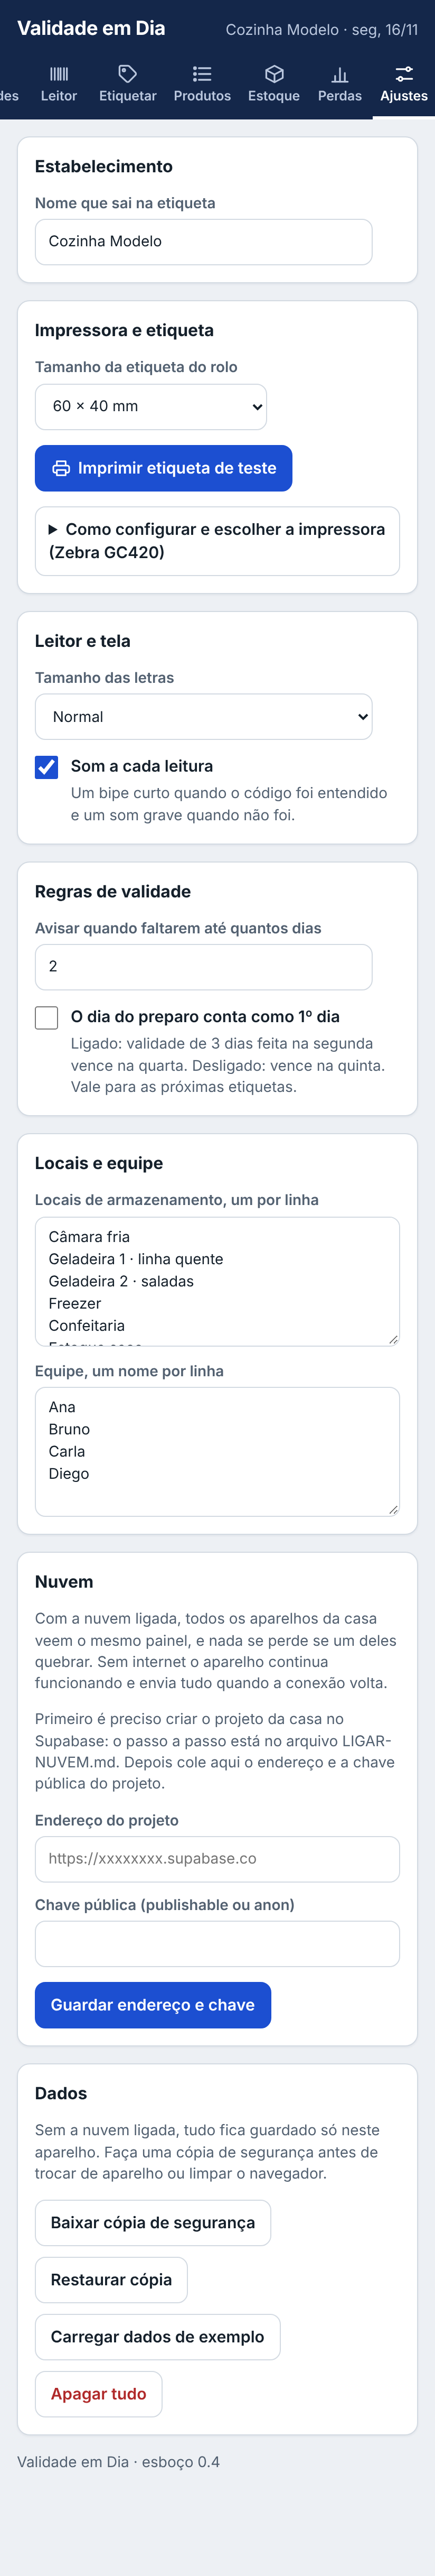 Validade em Dia
Cozinha Modelo · seg, 16/11
des
Leitor
Etiquetar
Produtos
Estoque
Perdas
Ajustes
Estabelecimento
Nome que sai na etiqueta
Cozinha Modelo
Impressora e etiqueta
Tamanho da etiqueta do rolo
60 × 40 mm
Imprimir etiqueta de teste
Como configurar e escolher a impressora
(Zebra GC420)
Leitor e tela
Tamanho das letras
Normal
Som a cada leitura
Um bipe curto quando o código foi entendido
e um som grave quando não foi.
Regras de validade
Avisar quando faltarem até quantos dias
2
O dia do preparo conta como 1º dia
Ligado: validade de 3 dias feita na segunda
vence na quarta. Desligado: vence na quinta.
Vale para as próximas etiquetas.
Locais e equipe
Locais de armazenamento, um por linha
Câmara fria
Geladeira 1 · linha quente
Geladeira 2 · saladas
Freezer
Confeitaria
Equipe, um nome por linha
Ana
Bruno
Carla
Diego
Nuvem
Com a nuvem ligada, todos os aparelhos da casa
veem o mesmo painel, e nada se perde se um deles
quebrar. Sem internet o aparelho continua
funcionando e envia tudo quando a conexão volta.
Primeiro é preciso criar o projeto da casa no
Supabase: o passo a passo está no arquivo LIGAR-
NUVEM.md. Depois cole aqui o endereço e a chave
pública do projeto.
Endereço do projeto
https://xxxxxxxx.supabase.co
Chave pública (publishable ou anon)
Guardar endereço e chave
Dados
Sem a nuvem ligada, tudo fica guardado só neste
aparelho. Faça uma cópia de segurança antes de
trocar de aparelho ou limpar o navegador.
Baixar cópia de segurança
Restaurar cópia
Carregar dados de exemplo
Apagar tudo
Validade em Dia · esboço 0.4